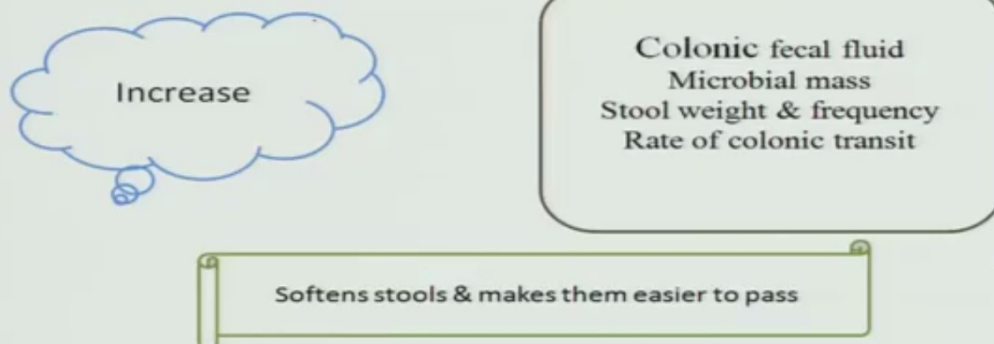 Increase
Colonic fecal fluid
Microbial mass
Stool weight & frequency
Rate of colonic transit
Softens stools & makes them easier to pass